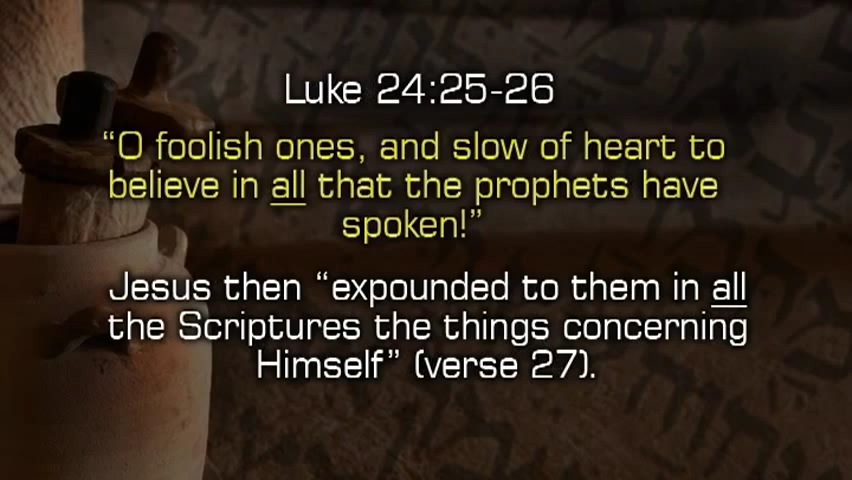 Luke 24:25-26
“O foolish ones, and slow of heart to
believe in all that the prophets have
spoken!”
Jesus then “expounded to them in all
the Scriptures the things concerning
Himself” (verse 27).